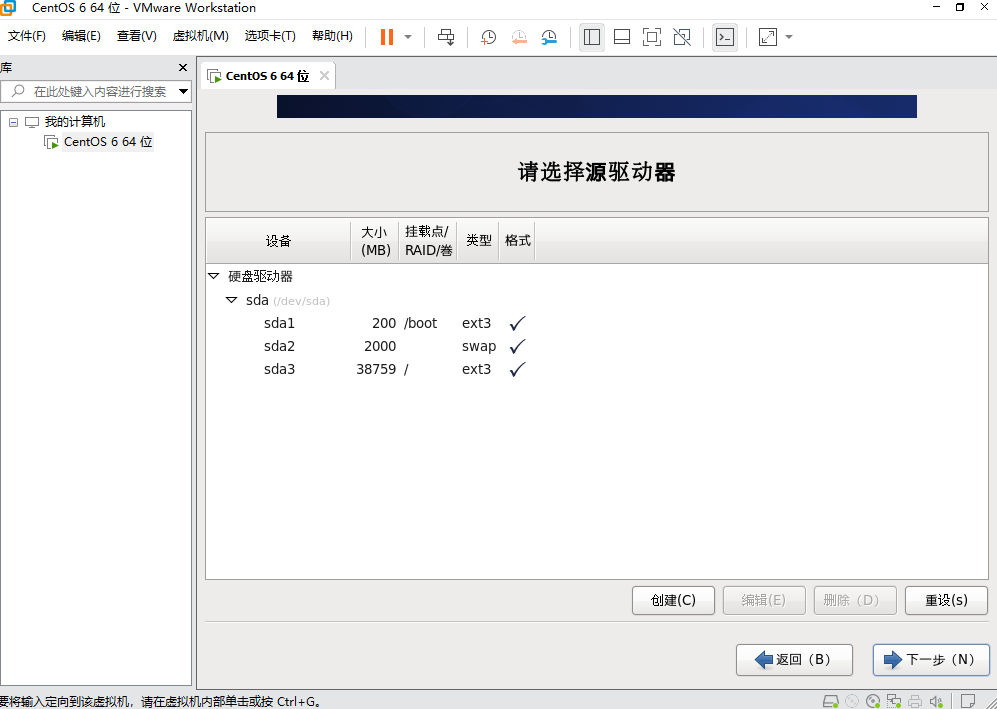 CentOS 6 64 位 - VMware Workstation
文件(F) 编辑(E) 查看(V) 虚拟机(M) 选项卡(T) 帮助(H)
库
在此处键入内容进行搜索
我的计算机
CentOS 6 64 位
CentOS 6 64 位
请选择源驱动器
设备 大小(MB) 挂载点/RAID/卷 类型 格式
硬盘驱动器
sda (/dev/sda)
sda1 200 /boot ext3
sda2 2000 swap
sda3 38759 / ext3
创建(C) 编辑(E) 删除（D） 重设(s)
返回（B） 下一步（N）
要将输入定向到该虚拟机，请在虚拟机内部单击或按 Ctrl+G。